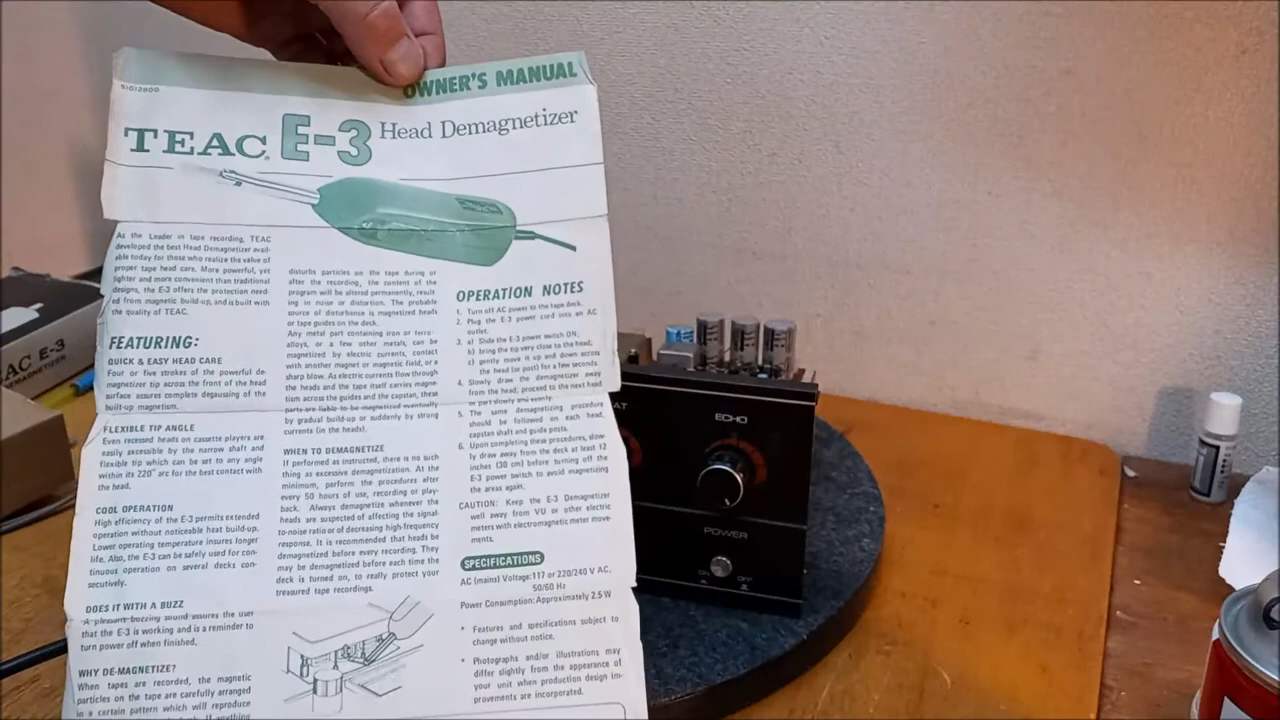 OWNER'S MANUAL
51012800
TEAC E-3 Head Demagnetizer
As the Leader in tape recording, TEAC
developed the best Head Demagnetizer avail-
able today for those who realize the value of
proper tape head care. More powerful, yet
lighter and more convenient than traditional
designs, the E-3 offers the protection need-
ed from magnetic build-up, and is built with
the quality of TEAC.
FEATURING:
QUICK & EASY HEAD CARE
Four or five strokes of the powerful de-
magnetizer tip across the front of the head
surface assures complete degaussing of the
built-up magnetism.
FLEXIBLE TIP ANGLE
Even recessed heads on cassette players are
easily accessible by the narrow shaft and
flexible tip which can be set to any angle
within its 220° arc for the best contact with
the head.
COOL OPERATION
High efficiency of the E-3 permits extended
operation without noticeable heat build-up.
Lower operating temperature insures longer
life. Also, the E-3 can be safely used for con-
tinuous operation on several decks con-
secutively.
DOES IT WITH A BUZZ
A pleasant buzzing sound assures the user
that the E-3 is working and is a reminder to
turn power off when finished.
WHY DE-MAGNETIZE?
When tapes are recorded, the magnetic
particles on the tape are carefully arranged
in a certain pattern which will reproduce
If anything
disturbs particles on the tape during or
after the recording, the content of the
program will be altered permanently, result
ing in noise or distortion. The probable
source of disturbance is magnetized heads
or tape guides on the deck.
Any metal part containing iron or ferro-
alloys, or a few other metals, can be
magnetized by electric currents, contact
with another magnet or magnetic field, or a
sharp blow. As electric currents flow through
the heads and the tape itself carries magne-
tism across the guides and the capstan, these
parts are liable to be magnetized eventually
by gradual build-up or suddenly by strong
currents (in the heads).
WHEN TO DEMAGNETIZE
If performed as instructed, there is no such
thing as excessive demagnetization. At the
minimum, perform the procedures after
every 50 hours of use, recording or play-
back. Always demagnetize whenever the
heads are suspected of affecting the signal-
to-noise ratio or of decreasing high-frequency
response. It is recommended that heads be
demagnetized before every recording. They
may be demagnetized before each time the
deck is turned on, to really protect your
treasured tape recordings.
OPERATION NOTES
1. Turn off AC power to the tape deck.
2. Plug the E-3 power cord into an AC
outlet.
3. a) Slide the E-3 power switch ON;
b) bring the tip very close to the head;
c) gently move it up and down across
the head (or post) for a few seconds.
4. Slowly draw the demagnetizer away
from the head; proceed to the next head
or part slowly and evenly.
5. The same demagnetizing procedure
should be followed on each head,
capstan shaft and guide posts.
6. Upon completing these procedures, slow-
ly draw away from the deck at least 12
inches (30 cm) before turning off the
E-3 power switch to avoid magnetizing
the areas again.
CAUTION: Keep the E-3 Demagnetizer
well away from VU or other electric
meters with electromagnetic meter move-
ments.
SPECIFICATIONS
AC (mains) Voltage: 117 or 220/240 V AC,
50/60 Hz
Power Consumption: Approximately 2.5 W
* Features and specifications subject to
change without notice.
* Photographs and/or illustrations may
differ slightly from the appearance of
your unit when production design im-
provements are incorporated.
AC E-3
DEMAGNETIZER
AT
ECHO
POWER
ON
OFF